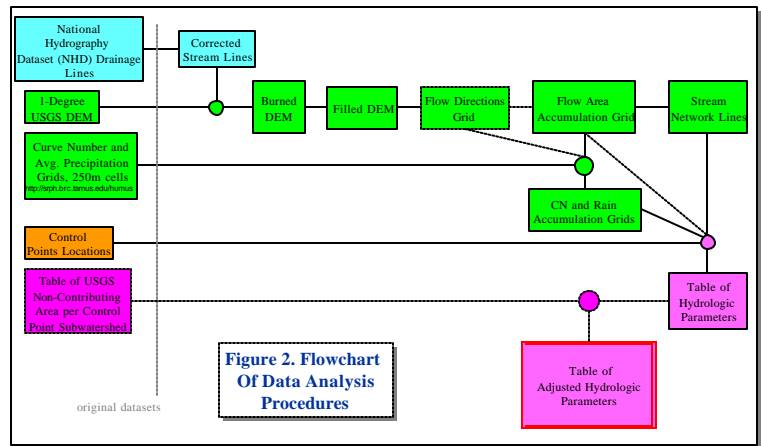 National
Hydrography
Dataset (NHD) Drainage
Lines
Corrected
Stream Lines
1-Degree
USGS DEM
Burned
DEM
Filled DEM
Flow Directions
Grid
Flow Area
Accumulation Grid
Stream
Network Lines
Curve Number and
Avg. Precipitation
Grids, 250m cells
http://srph.brc.tamus.edu/humus
CN and Rain
Accumulation Grids
Control
Points Locations
Table of USGS
Non-Contributing
Area per Control
Point Subwatershed
Table of
Hydrologic
Parameters
Figure 2. Flowchart
Of Data Analysis
Procedures
Table of
Adjusted Hydrologic
Parameters
original datasets